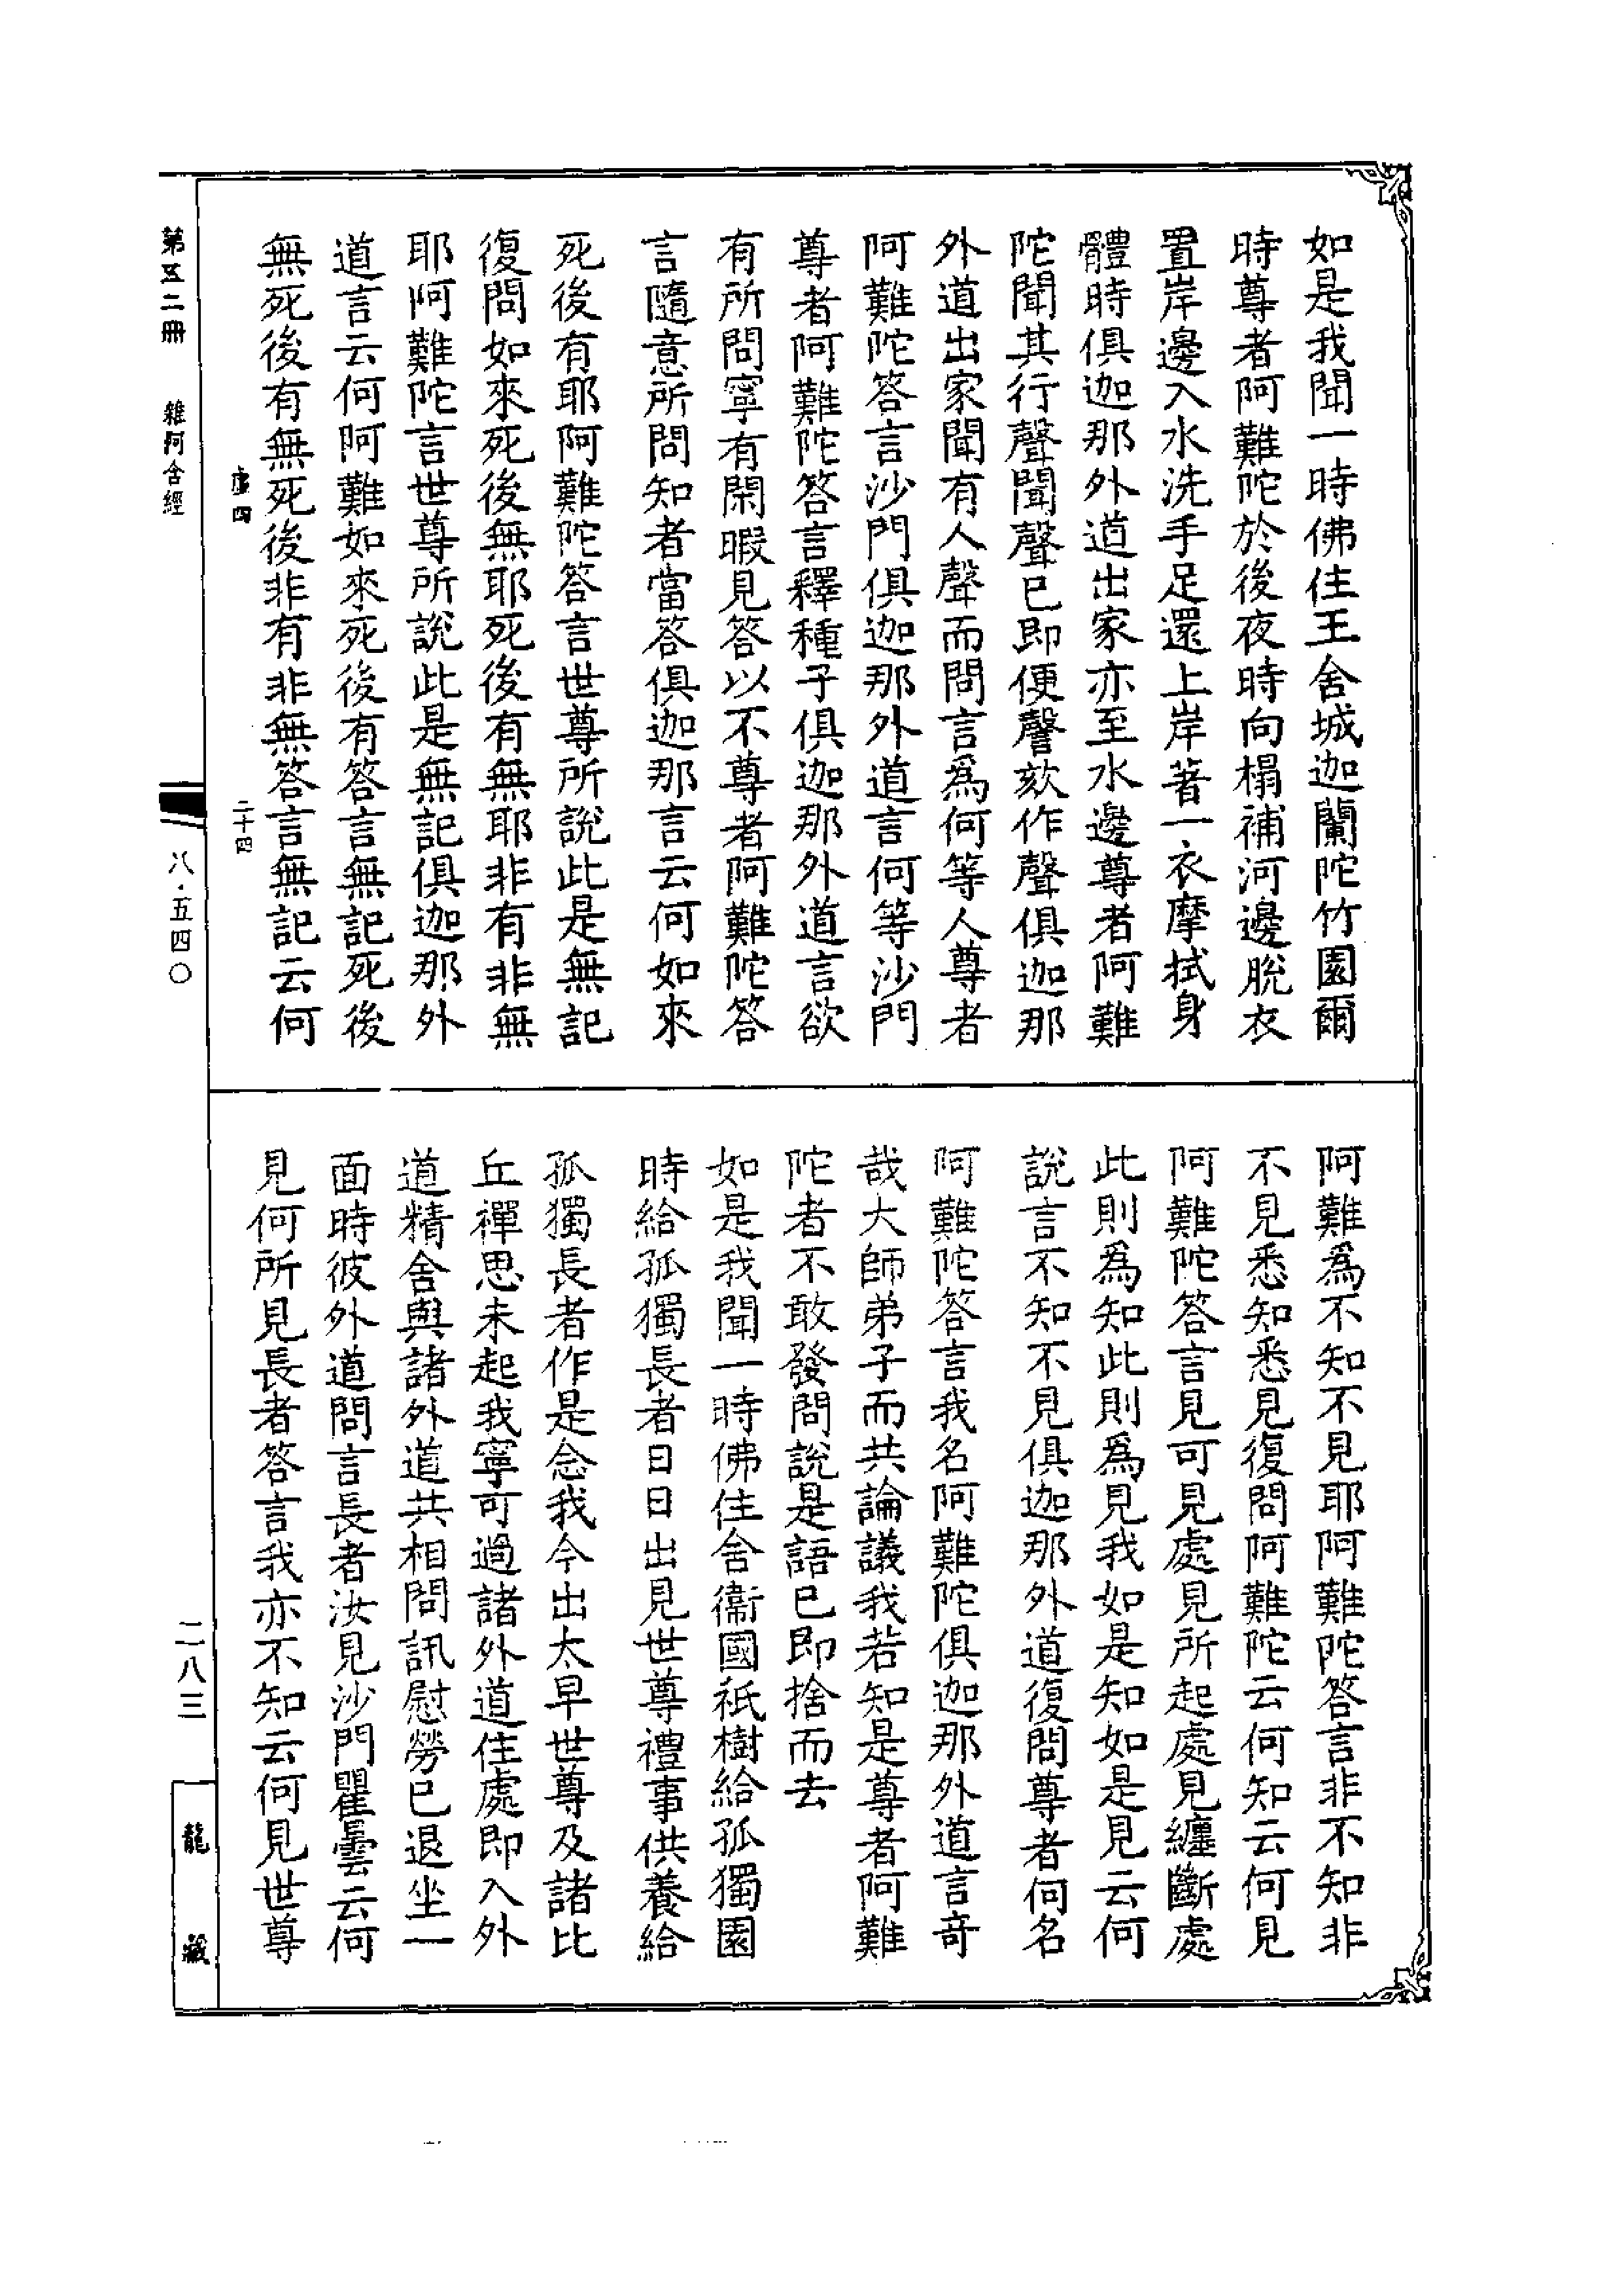 如是我聞一時佛住王舍城迦蘭陀竹園爾
時尊者阿難陀於後夜時向榻補河邊脫衣
置岸邊入水洗手足還上岸著一衣摩拭身
體時俱迦那外道出家亦至水邊尊者阿難
陀聞其行聲聞聲已即便謦欬作聲俱迦那
外道出家聞有人聲而問言爲何等人尊者
阿難陀答言沙門俱迦那外道言何等沙門
尊者阿難陀答言釋種子俱迦那外道言欲
有所問寧有閑暇見答以不尊者阿難陀答
言隨意所問知者當答俱迦那言云何如來
死後有耶阿難陀答言世尊所說此是無記
復問如來死後無耶死後有無耶非有非無
耶阿難陀言世尊所說此是無記俱迦那外
道言云何阿難如來死後有答言無記死後
無死後有無死後非有非無答言無記云何
阿難爲不知不見耶阿難陀答言非不知非
不見悉知悉見復問阿難陀云何知云何見
阿難陀答言見可見處見所起處見纏斷處
此則爲知此則爲見我如是知如是見云何
說言不知不見俱迦那外道復問尊者何名
阿難陀答言我名阿難陀俱迦那外道言奇
哉大師弟子而共論議我若知是尊者阿難
陀者不敢發問說是語已即捨而去
如是我聞一時佛住舍衞國祇樹給孤獨園
時給孤獨長者日日出見世尊禮事供養給
孤獨長者作是念我今出太早世尊及諸比
丘禪思未起我寧可過諸外道住處即入外
道精舍與諸外道共相問訊慰勞已退坐一
面時彼外道問言長者汝見沙門瞿曇云何
見何所見長者答言我亦不知云何見世尊
虛四
二十四
第五二冊 雜阿含經
八·五四〇
二八三
龍藏